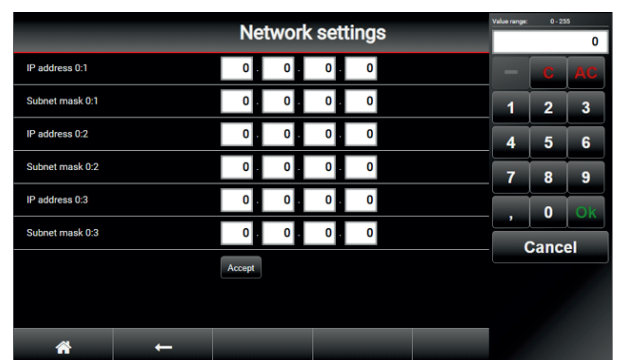 Network settings
IP address 0:1 0 . 0 . 0 . 0
Subnet mask 0:1 0 . 0 . 0 . 0
IP address 0:2 0 . 0 . 0 . 0
Subnet mask 0:2 0 . 0 . 0 . 0
IP address 0:3 0 . 0 . 0 . 0
Subnet mask 0:3 0 . 0 . 0 . 0
Accept
Value range: 0 - 255
0
– C AC
1 2 3
4 5 6
7 8 9
, 0 Ok
Cancel